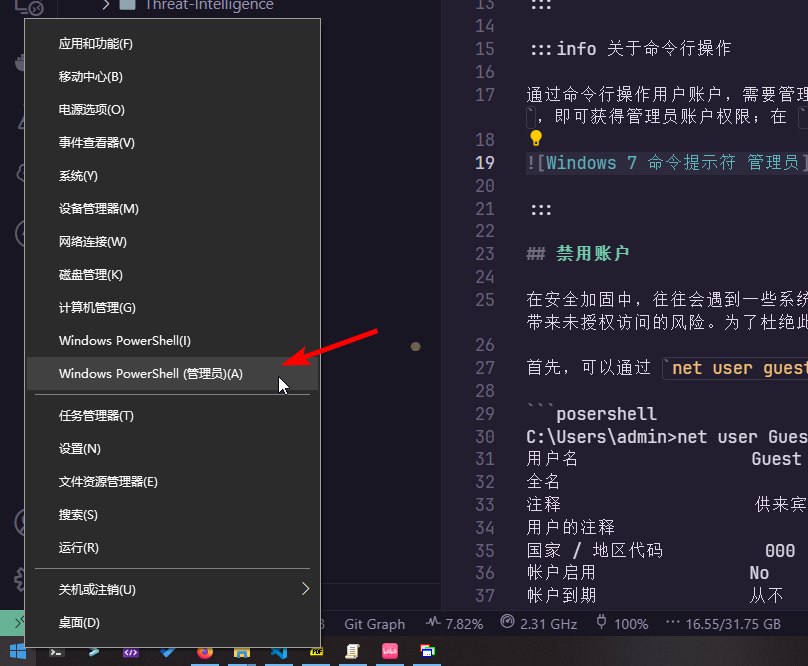 Threat-Intelligence
应用和功能(F)
移动中心(B)
电源选项(O)
事件查看器(V)
系统(Y)
设备管理器(M)
网络连接(W)
磁盘管理(K)
计算机管理(G)
Windows PowerShell(I)
Windows PowerShell (管理员)(A)
任务管理器(T)
设置(N)
文件资源管理器(E)
搜索(S)
运行(R)
关机或注销(U)
桌面(D)
13 :::
14
15 :::info 关于命令行操作
16
17 通过命令行操作用户账户，需要管理
`，即可获得管理员账户权限；在 `
18
19 ![Windows 7 命令提示符 管理员]
20
21 :::
22
23 ## 禁用账户
24
25 在安全加固中，往往会遇到一些系统
带来未授权访问的风险。为了杜绝此
26
27 首先，可以通过 `net user guest
28
29 ```posershell
30 C:\Users\admin>net user Gues
31 用户名 Guest
32 全名
33 注释 供来宾
34 用户的注释
35 国家 / 地区代码 000
36 帐户启用 No
37 帐户到期 从不
Git Graph 7.82% 2.31 GHz 100% 16.55/31.75 GB
PDF